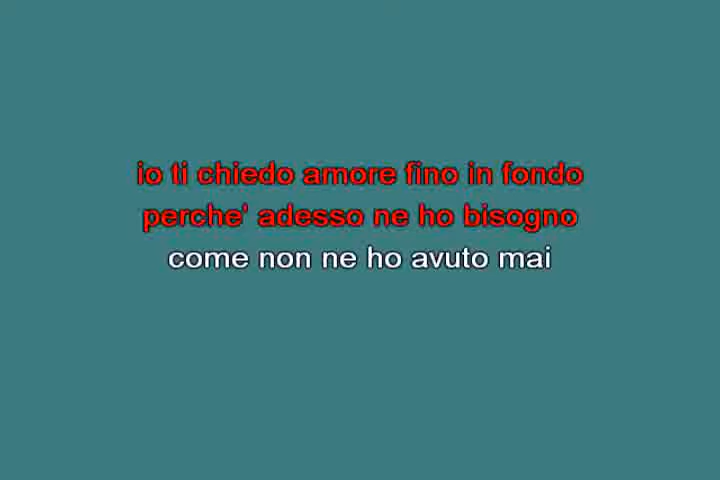 io ti chiedo amore fino in fondo
perche' adesso ne ho bisogno
come non ne ho avuto mai